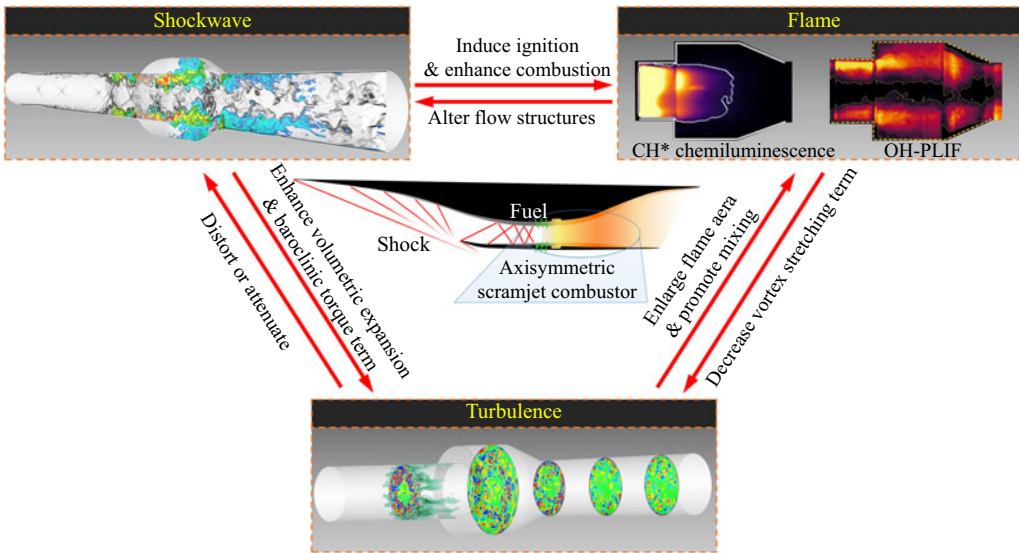 Shockwave
Flame
Induce ignition
& enhance combustion
Alter flow structures
CH* chemiluminescence
OH-PLIF
Distort or attenuate
Enhance volumetric expansion
& baroclinic torque term
Fuel
Shock
Axisymmetric
scramjet combustor
Enlarge flame aera
& promote mixing
Decrease vortex stretching term
Turbulence